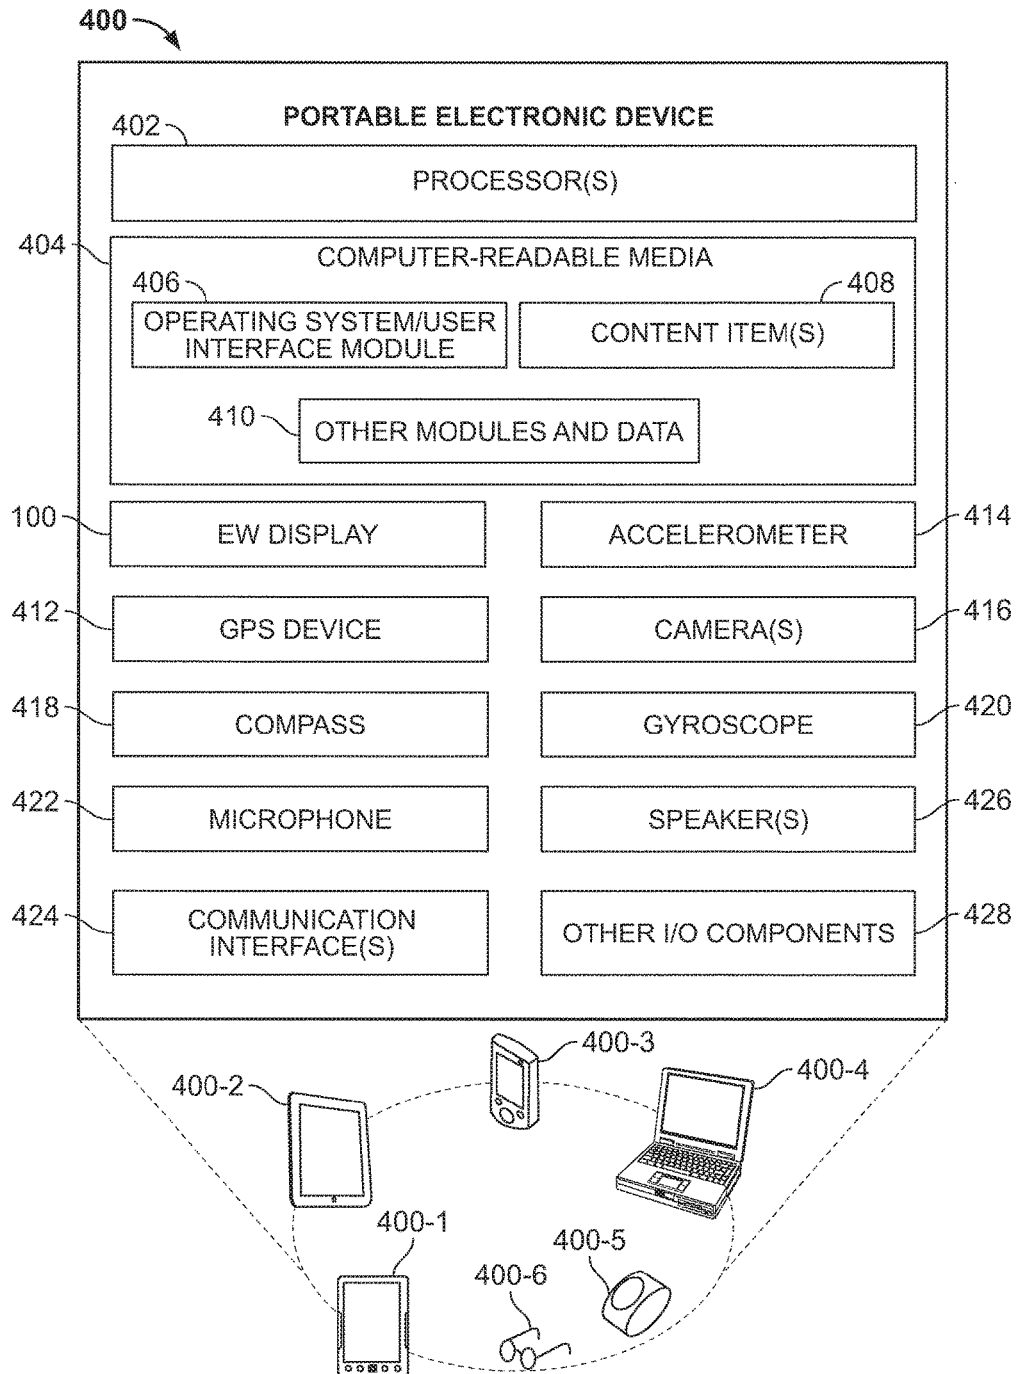 400
PORTABLE ELECTRONIC DEVICE
402
PROCESSOR(S)
404
COMPUTER-READABLE MEDIA
406
408
OPERATING SYSTEM/USER
INTERFACE MODULE
CONTENT ITEM(S)
410
OTHER MODULES AND DATA
100
EW DISPLAY
ACCELEROMETER
414
412
GPS DEVICE
CAMERA(S)
416
418
COMPASS
GYROSCOPE
420
422
MICROPHONE
SPEAKER(S)
426
424
COMMUNICATION
INTERFACE(S)
OTHER I/O COMPONENTS
428
400-3
400-2
400-4
400-1
400-5
400-6